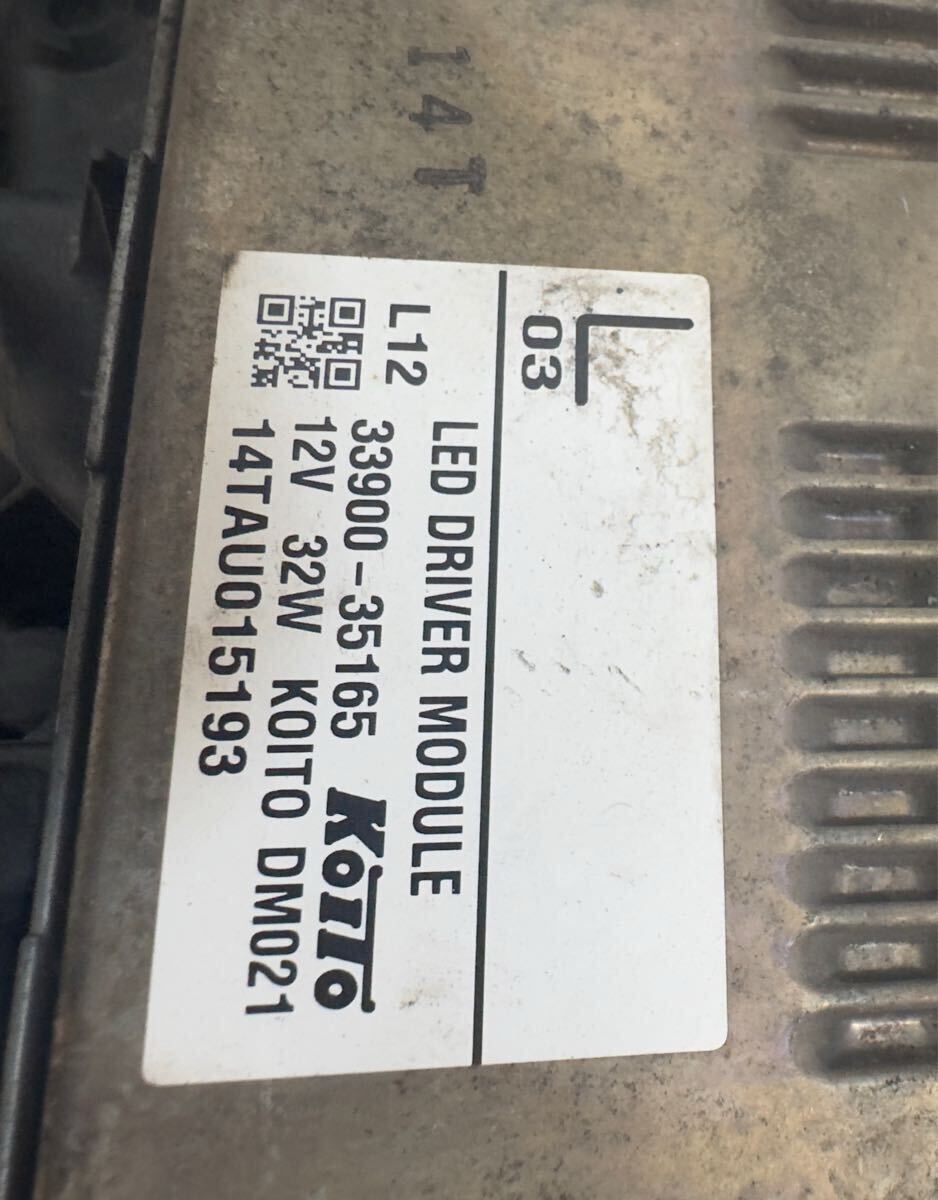 14T
L
03
LED DRIVER MODULE
L12
33900-35165 KOITO
12V 32W KOITO DM021
14TAU015193